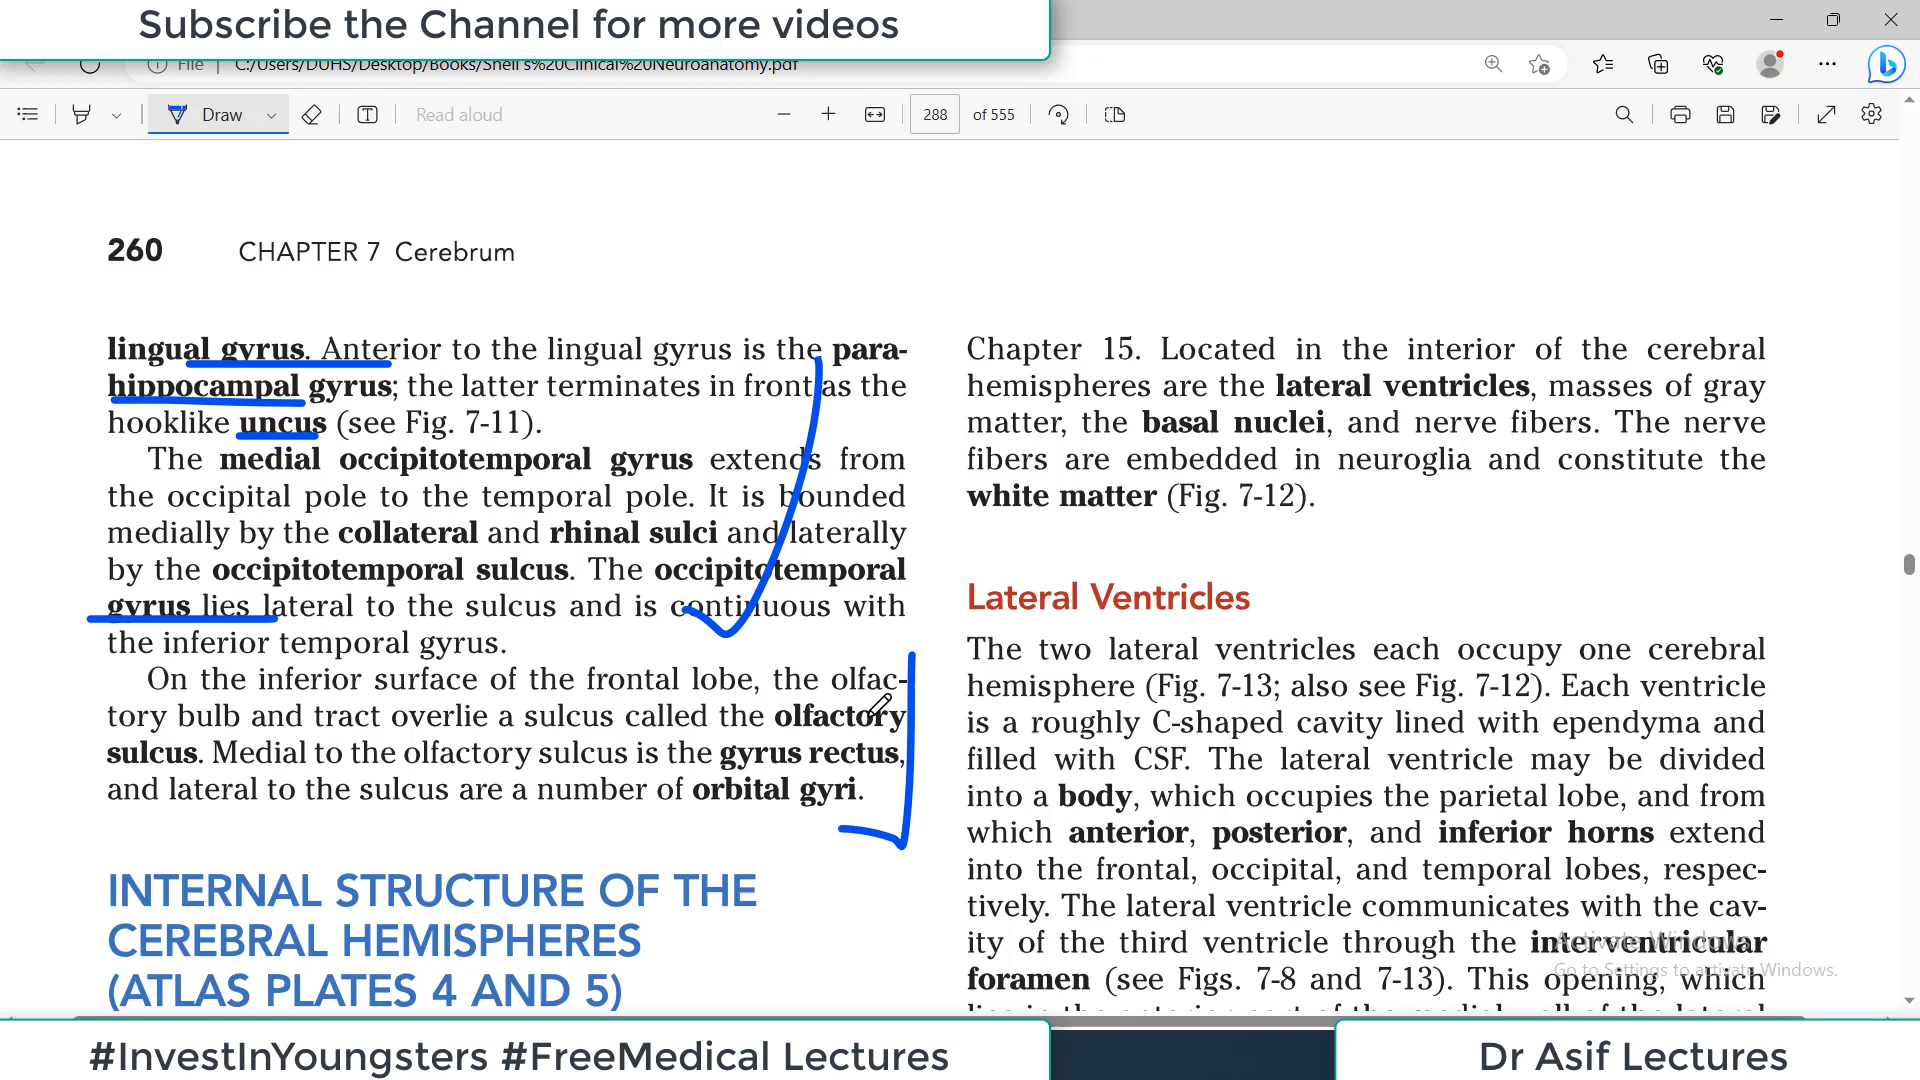 Subscribe the Channel for more videos
File | C:/Users/DUHS/Desktop/Books/Snell's%20Clinical%20Neuroanatomy.pdf
Draw
Read aloud
288 of 555
260 CHAPTER 7 Cerebrum
lingual gyrus. Anterior to the lingual gyrus is the para-
hippocampal gyrus; the latter terminates in front as the
hooklike uncus (see Fig. 7-11).
The medial occipitotemporal gyrus extends from
the occipital pole to the temporal pole. It is bounded
medially by the collateral and rhinal sulci and laterally
by the occipitotemporal sulcus. The occipitotemporal
gyrus lies lateral to the sulcus and is continuous with
the inferior temporal gyrus.
On the inferior surface of the frontal lobe, the olfac-
tory bulb and tract overlie a sulcus called the olfactory
sulcus. Medial to the olfactory sulcus is the gyrus rectus,
and lateral to the sulcus are a number of orbital gyri.
INTERNAL STRUCTURE OF THE
CEREBRAL HEMISPHERES
(ATLAS PLATES 4 AND 5)
Chapter 15. Located in the interior of the cerebral
hemispheres are the lateral ventricles, masses of gray
matter, the basal nuclei, and nerve fibers. The nerve
fibers are embedded in neuroglia and constitute the
white matter (Fig. 7-12).
Lateral Ventricles
The two lateral ventricles each occupy one cerebral
hemisphere (Fig. 7-13; also see Fig. 7-12). Each ventricle
is a roughly C-shaped cavity lined with ependyma and
filled with CSF. The lateral ventricle may be divided
into a body, which occupies the parietal lobe, and from
which anterior, posterior, and inferior horns extend
into the frontal, occipital, and temporal lobes, respec-
tively. The lateral ventricle communicates with the cav-
ity of the third ventricle through the interventricular
foramen (see Figs. 7-8 and 7-13). This opening, which
Activate Windows
Go to Settings to activate Windows.
#InvestInYoungsters #FreeMedical Lectures
Dr Asif Lectures